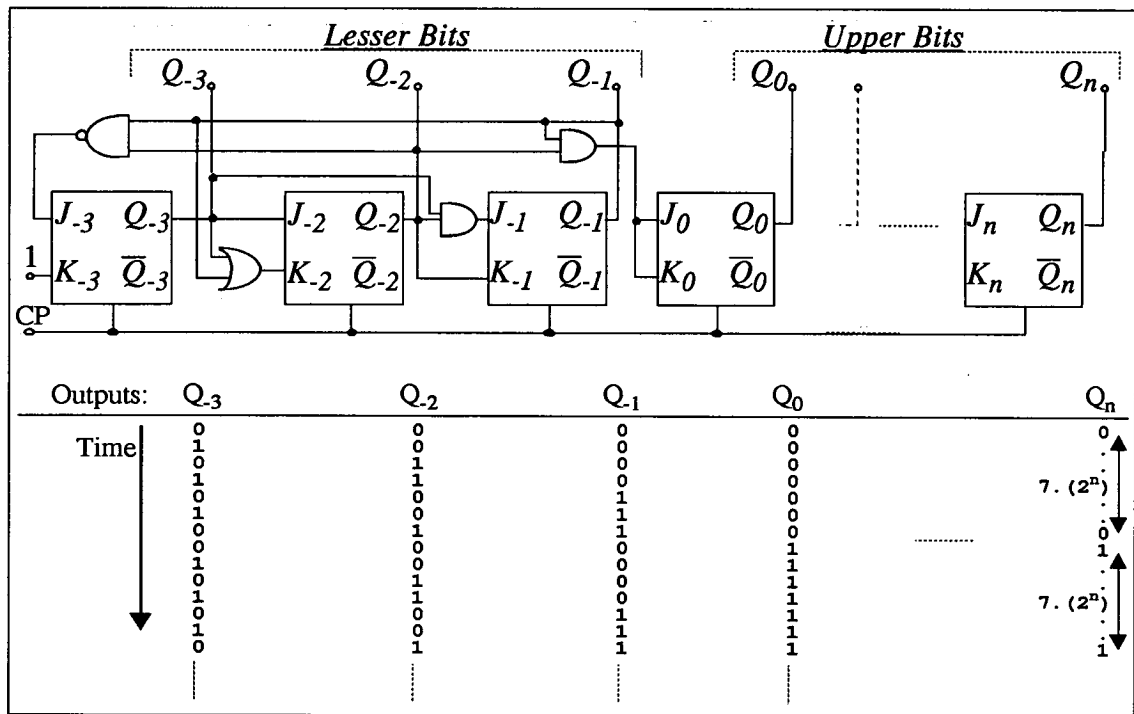 Lesser Bits Upper Bits
Q-3 Q-2 Q-1 Q0 Qn
J-3 Q-3 J-2 Q-2 J-1 Q-1 J0 Q0 Jn Qn
1 K-3 Q̅-3 K-2 Q̅-2 K-1 Q̅-1 K0 Q̅0 Kn Q̅n
CP
Outputs: Q-3 Q-2 Q-1 Q0 Qn
0 0 0 0 0
Time 1 0 0 0
0 1 0 0
1 1 0 0 7.(2ⁿ)
0 0 1 0
1 0 1 0
0 1 1 0 0
0 0 0 1 1
1 0 0 1
0 1 0 1
1 1 0 1 7.(2ⁿ)
0 0 1 1
1 0 1 1
0 1 1 1 1